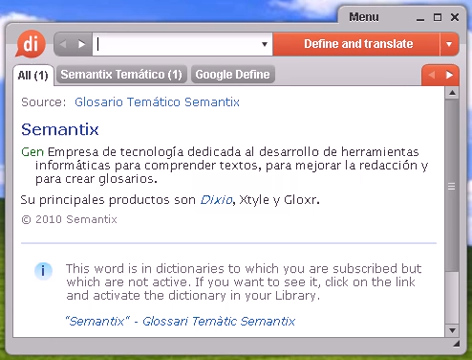 Menu
di
Define and translate
All (1)
Semantix Temático (1)
Google Define
Source: Glosario Temático Semantix
Semantix
Gen Empresa de tecnología dedicada al desarrollo de herramientas
informáticas para comprender textos, para mejorar la redacción y
para crear glosarios.
Su principales productos son Dixio, Xtyle y Gloxr.
© 2010 Semantix
i
This word is in dictionaries to which you are subscribed but
which are not active. If you want to see it, click on the link
and activate the dictionary in your Library.
"Semantix" - Glossari Temàtic Semantix